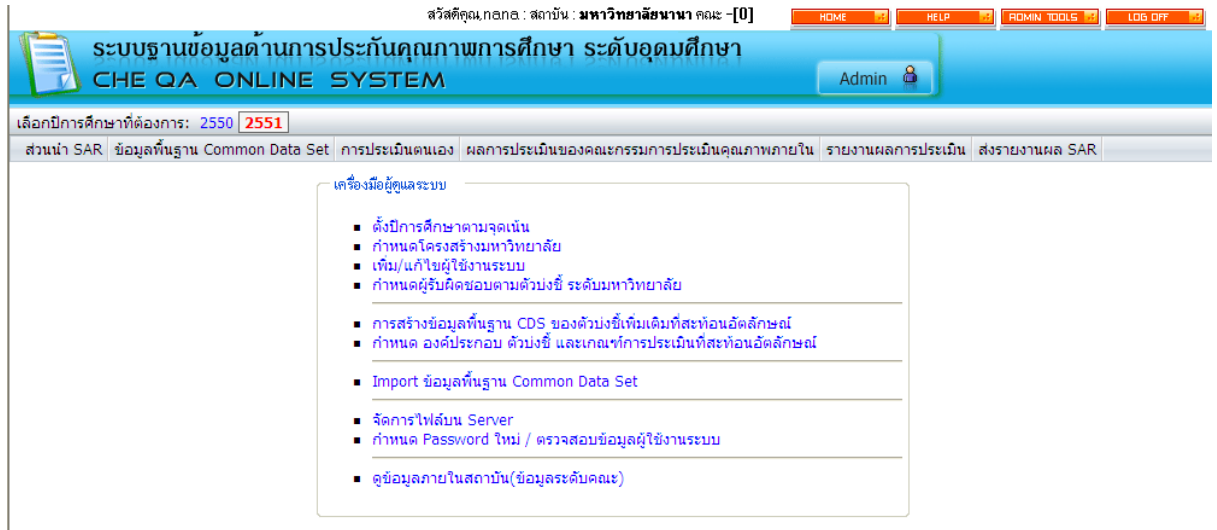 สวัสดีคุณ,nana : สถาบัน : มหาวิทยาลัยนานา คณะ -[0] HOME HELP ADMIN TOOLS LOG OFF
ระบบฐานข้อมูลด้านการประกันคุณภาพการศึกษา ระดับอุดมศึกษา
CHE QA ONLINE SYSTEM
Admin
เลือกปีการศึกษาที่ต้องการ: 2550 2551
ส่วนนำ SAR ข้อมูลพื้นฐาน Common Data Set การประเมินตนเอง ผลการประเมินของคณะกรรมการประเมินคุณภาพภายใน รายงานผลการประเมิน ส่งรายงานผล SAR
เครื่องมือผู้ดูแลระบบ
ตั้งปีการศึกษาตามจุดเน้น
กำหนดโครงสร้างมหาวิทยาลัย
เพิ่ม/แก้ไขผู้ใช้งานระบบ
กำหนดผู้รับผิดชอบตามตัวบ่งชี้ ระดับมหาวิทยาลัย
การสร้างข้อมูลพื้นฐาน CDS ของตัวบ่งชี้เพิ่มเติมที่สะท้อนอัตลักษณ์
กำหนด องค์ประกอบ ตัวบ่งชี้ และเกณฑ์การประเมินที่สะท้อนอัตลักษณ์
Import ข้อมูลพื้นฐาน Common Data Set
จัดการไฟล์บน Server
กำหนด Password ใหม่ / ตรวจสอบข้อมูลผู้ใช้งานระบบ
ดูข้อมูลภายในสถาบัน(ข้อมูลระดับคณะ)